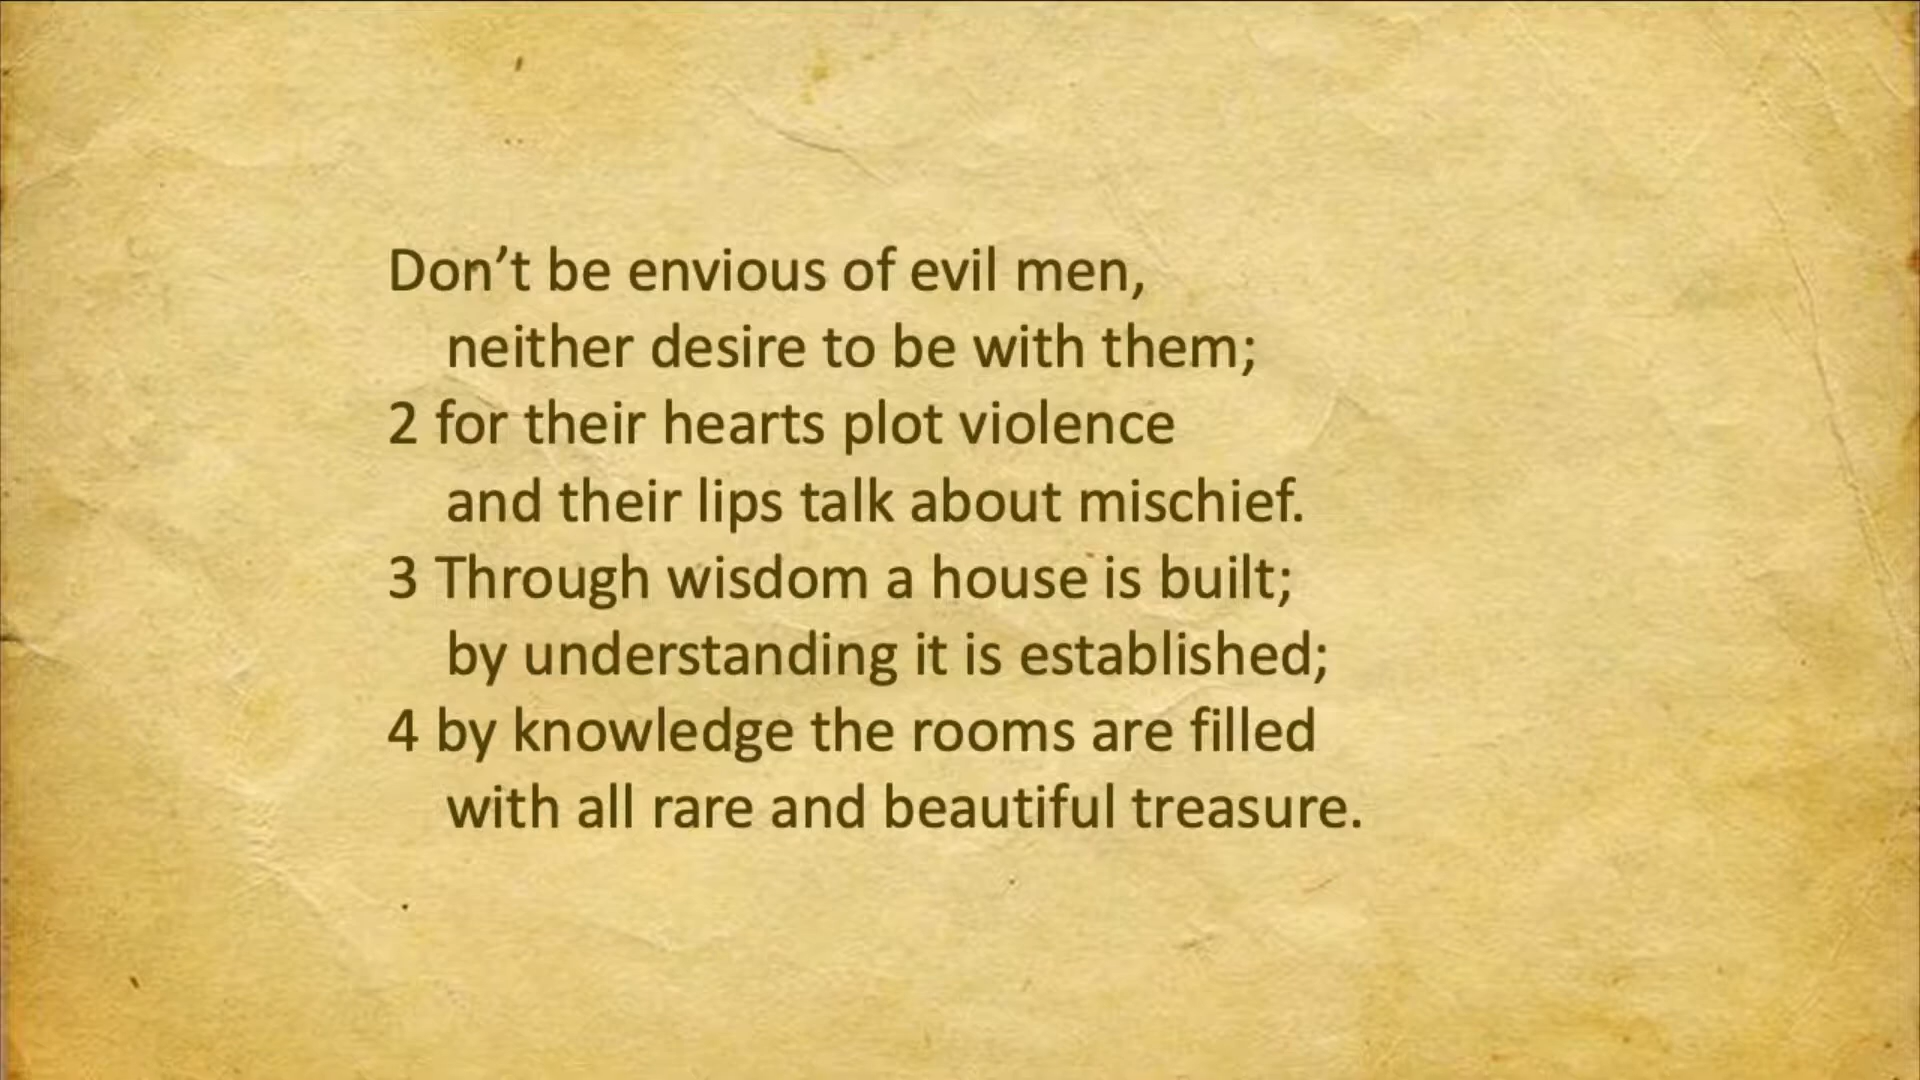 Don’t be envious of evil men,
neither desire to be with them;
2 for their hearts plot violence
and their lips talk about mischief.
3 Through wisdom a house is built;
by understanding it is established;
4 by knowledge the rooms are filled
with all rare and beautiful treasure.